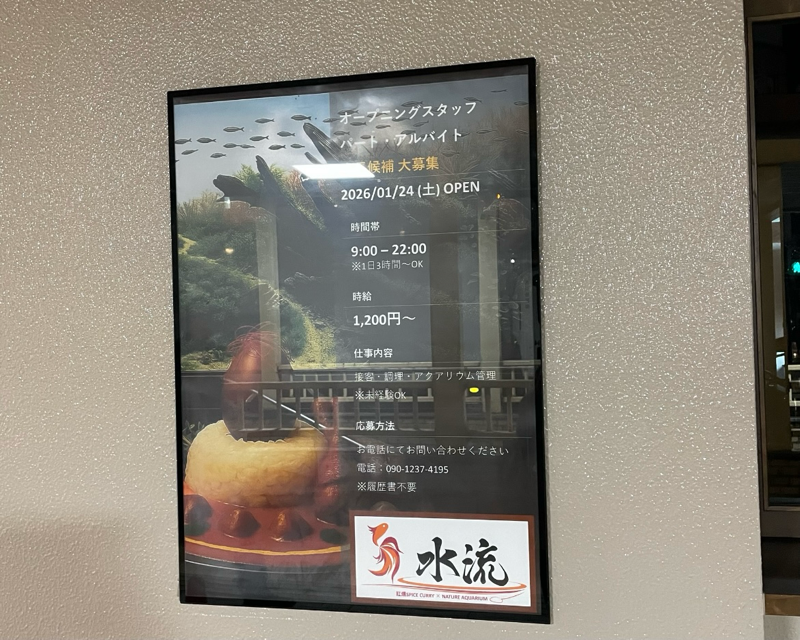 オープニングスタッフ
パート・アルバイト
候補 大募集
2026/01/24 (土) OPEN
時間帯
9:00 – 22:00
※1日3時間~OK
時給
1,200円~
仕事内容
接客・調理・アクアリウム管理
※未経験OK
応募方法
お電話にてお問い合わせください
電話:090-1237-4195
※履歴書不要
水流
SPICE CURRY × NATURE AQUARIUM